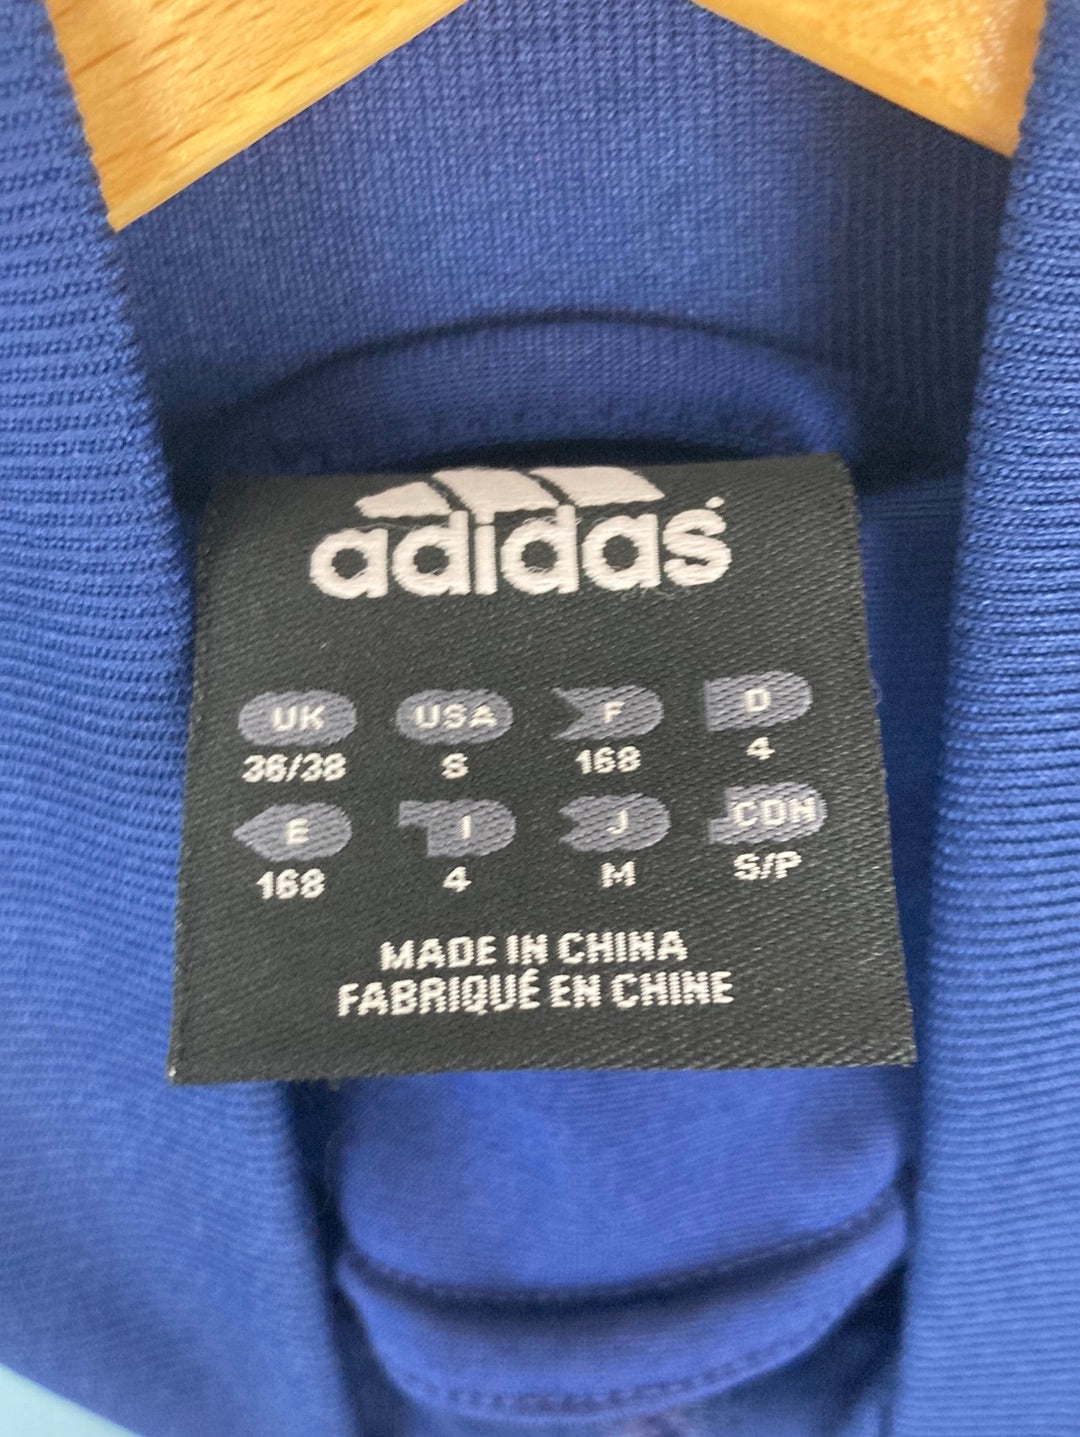 adidas
UK USA F D
36/38 S 168 4
E I J CDN
168 4 M S/P
MADE IN CHINA
FABRIQUÉ EN CHINE